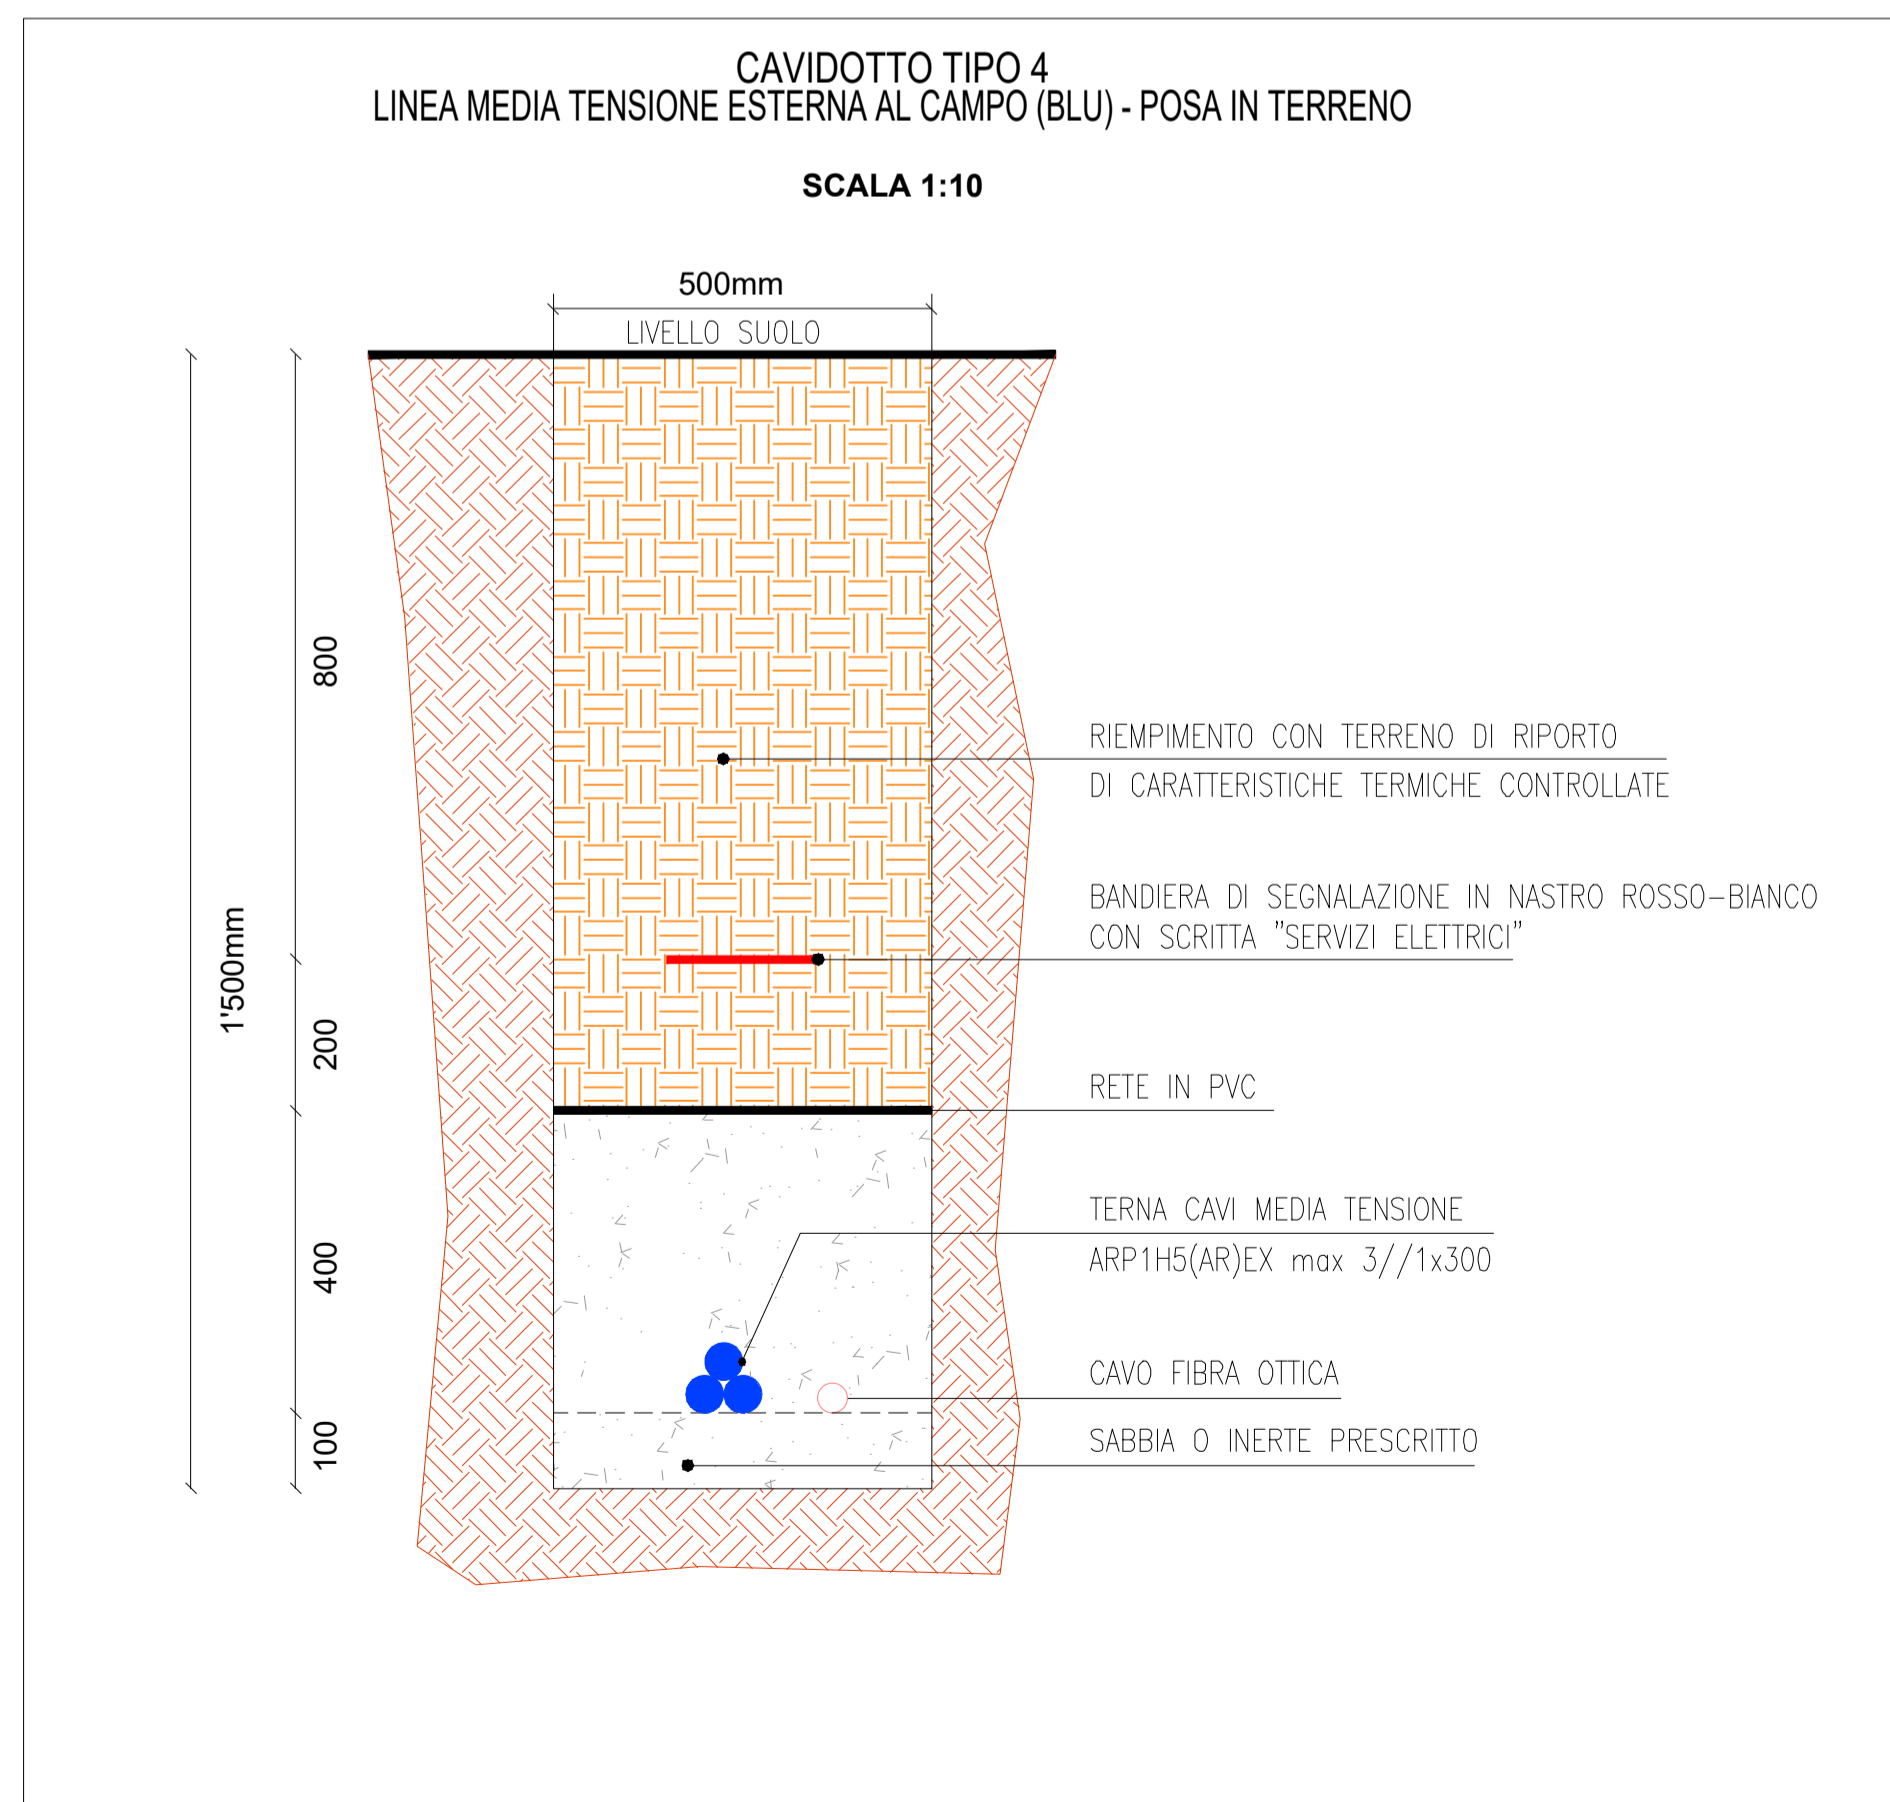 CAVIDOTTO TIPO 4
LINEA MEDIA TENSIONE ESTERNA AL CAMPO (BLU) - POSA IN TERRENO
SCALA 1:10
500mm
LIVELLO SUOLO
800
RIEMPIMENTO CON TERRENO DI RIPORTO
DI CARATTERISTICHE TERMICHE CONTROLLATE
BANDIERA DI SEGNALAZIONE IN NASTRO ROSSO-BIANCO
CON SCRITTA "SERVIZI ELETTRICI"
1'500mm
200
RETE IN PVC
TERNA CAVI MEDIA TENSIONE
ARP1H5(AR)EX max 3//1x300
400
CAVO FIBRA OTTICA
100
SABBIA O INERTE PRESCRITTO